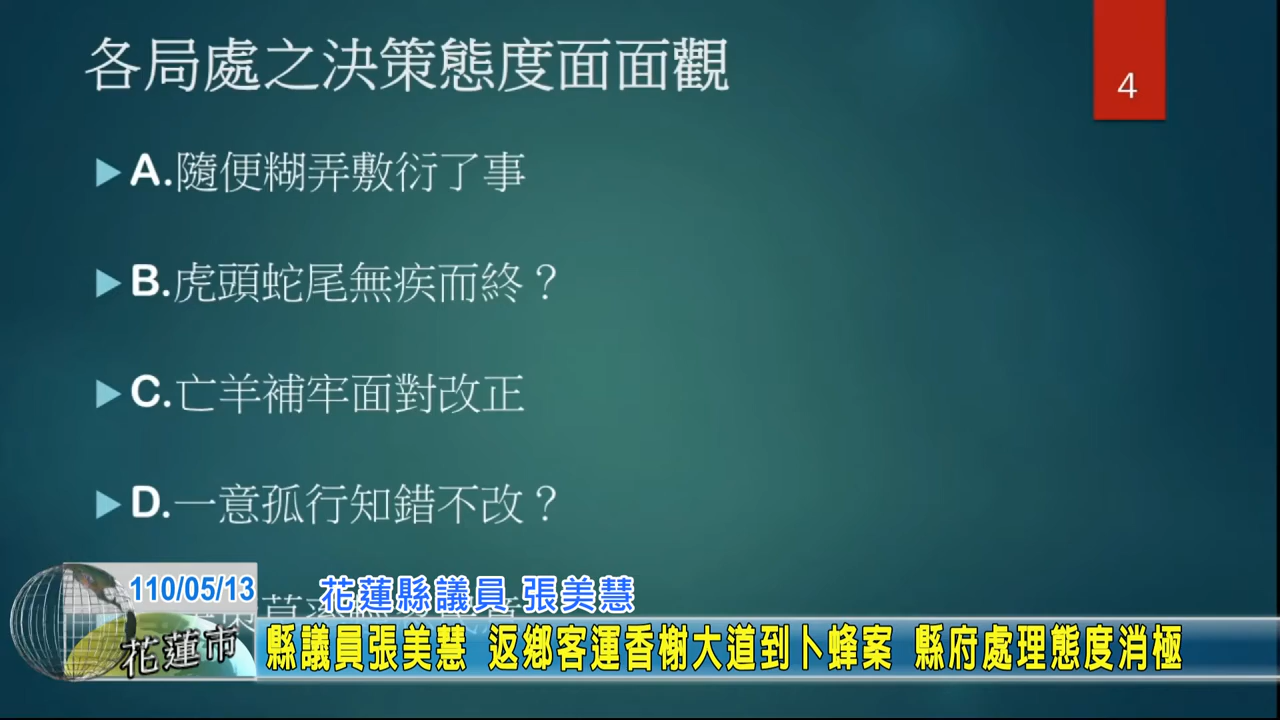 各局處之決策態度面面觀
4
A.隨便糊弄敷衍了事
B.虎頭蛇尾無疾而終？
C.亡羊補牢面對改正
D.一意孤行知錯不改？
110/05/13
花蓮縣議員 張美慧
花蓮市
縣議員張美慧 返鄉客運香榭大道到卜蜂案 縣府處理態度消極